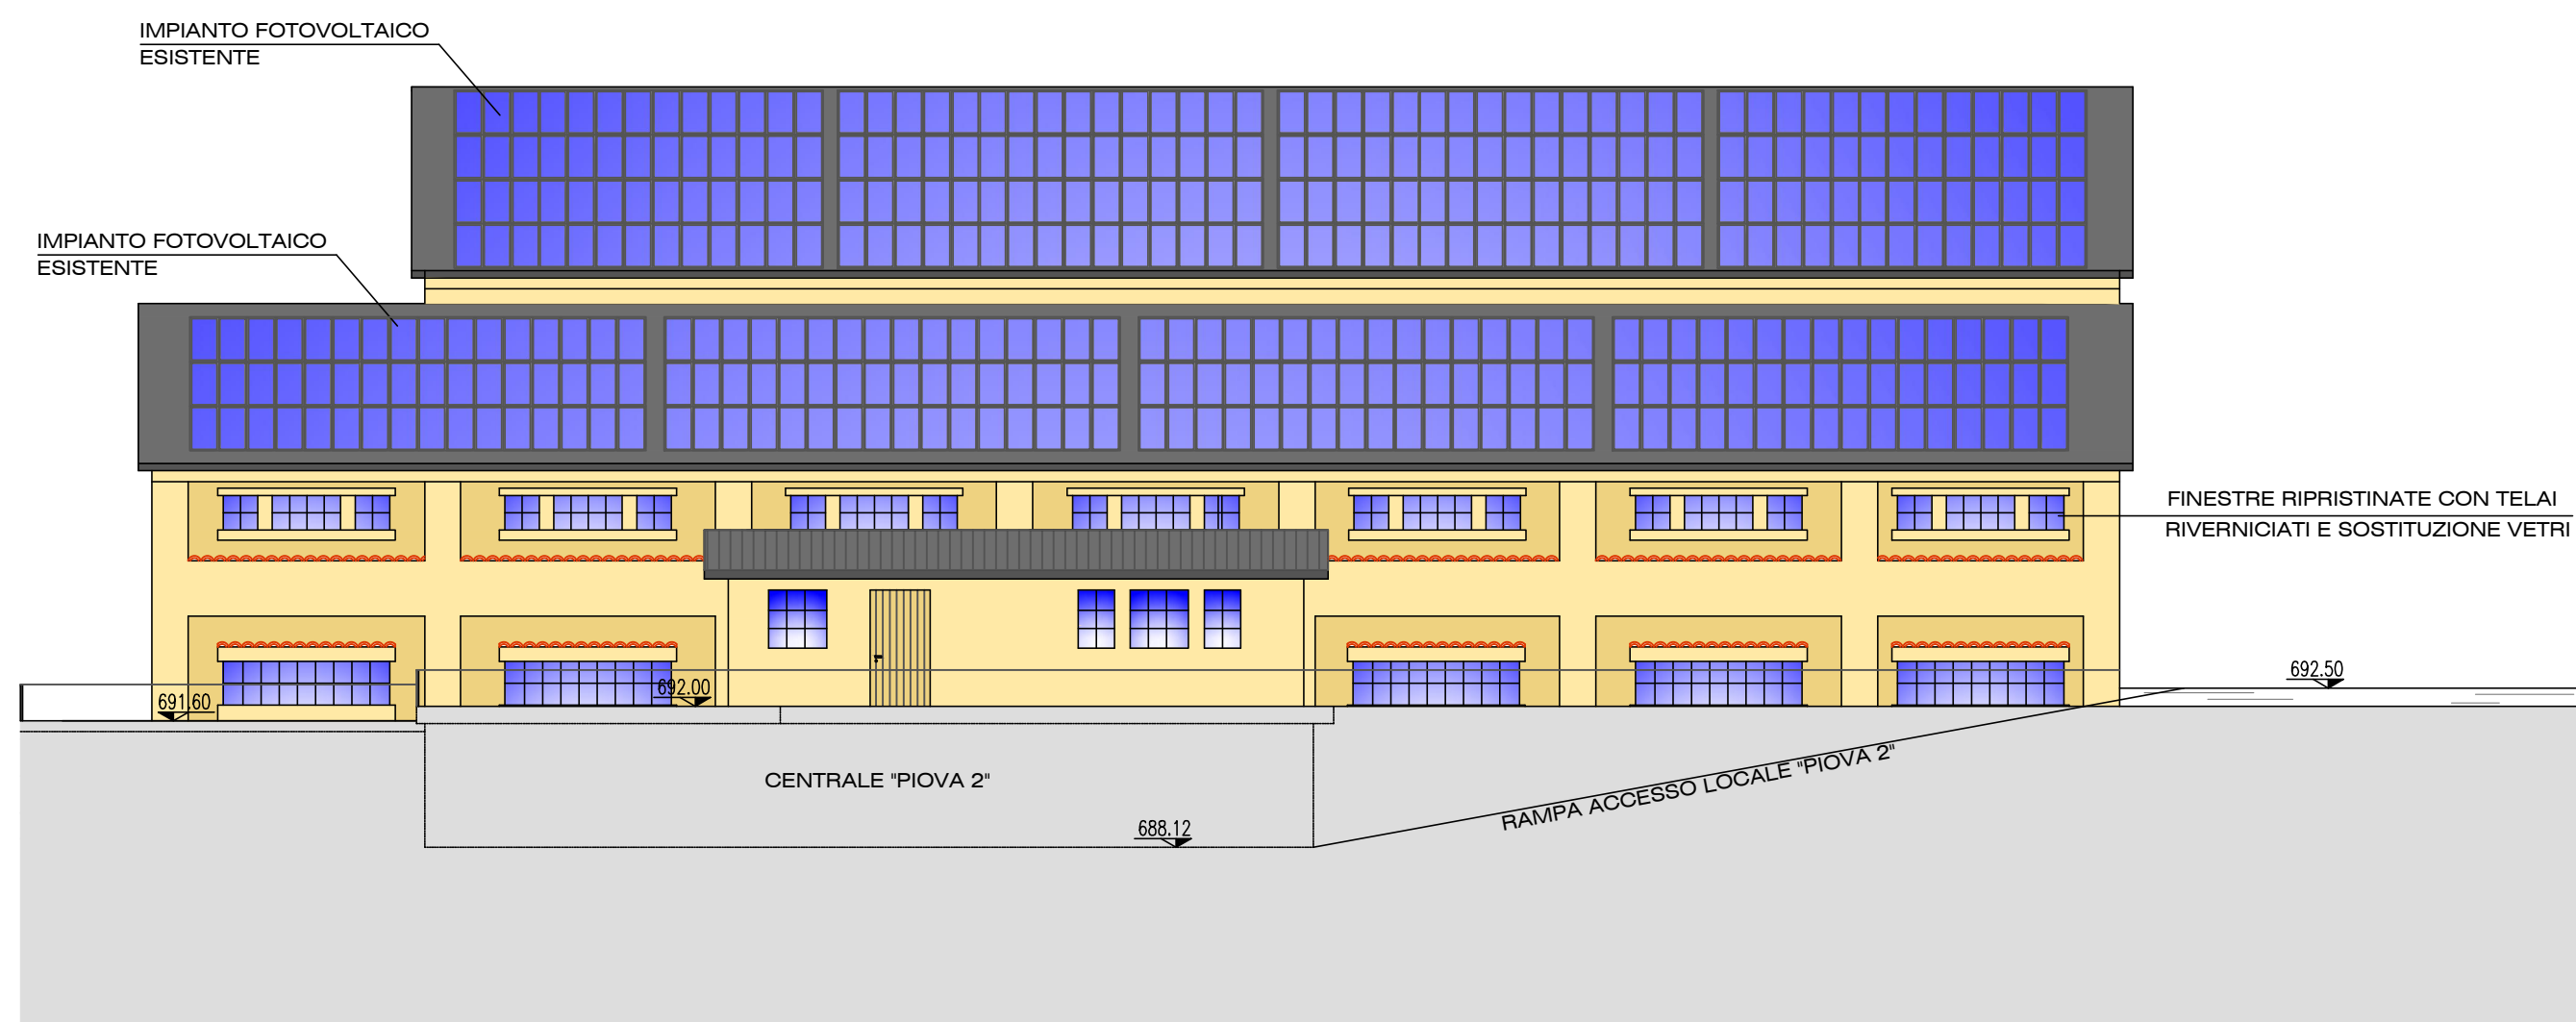 IMPIANTO FOTOVOLTAICO
ESISTENTE
IMPIANTO FOTOVOLTAICO
ESISTENTE
FINESTRE RIPRISTINATE CON TELAI
RIVERNICIATI E SOSTITUZIONE VETRI
692.50
691.60
692.00
CENTRALE "PIOVA 2"
RAMPA ACCESSO LOCALE "PIOVA 2"
688.12